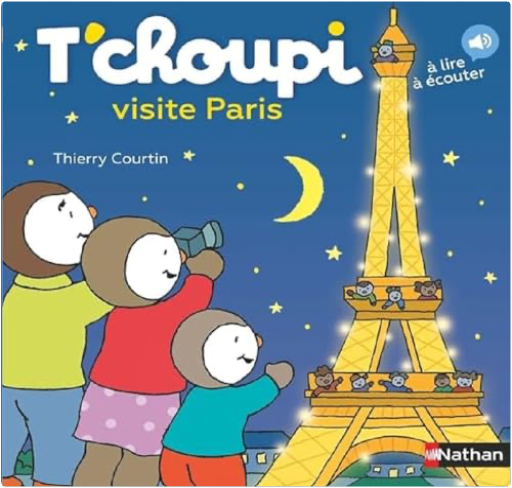 T'choupi
visite Paris
Thierry Courtin
à lire
à écouter
Nathan